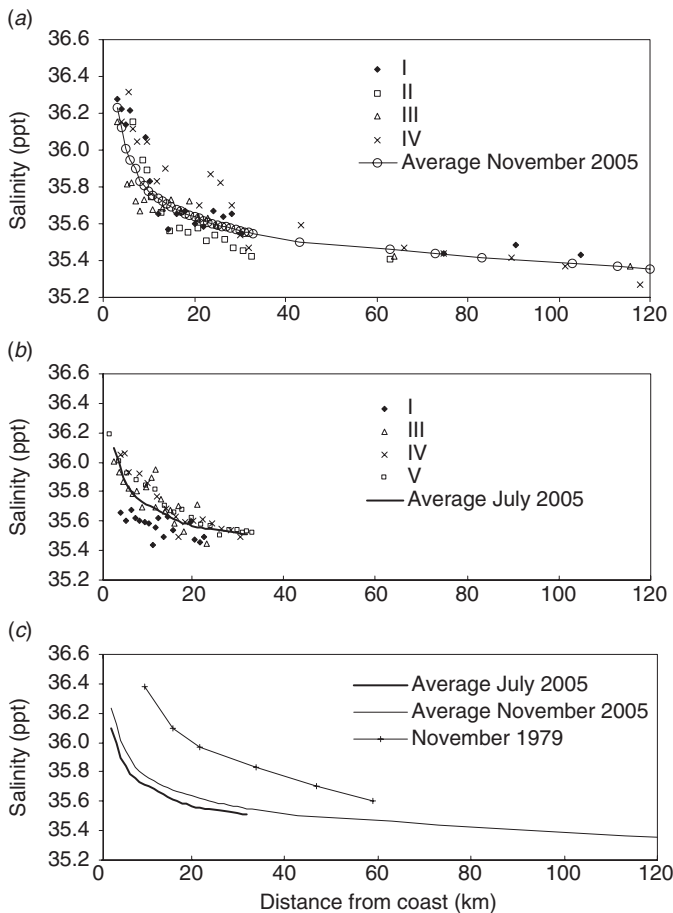 (a)
36.6
36.4
36.2
36.0
35.8
35.6
35.4
35.2
Salinity (ppt)
I
II
III
IV
Average November 2005
0
20
40
60
80
100
120
(b)
36.6
36.4
36.2
36.0
35.8
35.6
35.4
35.2
Salinity (ppt)
I
III
IV
V
Average July 2005
0
20
40
60
80
100
120
(c)
36.6
36.4
36.2
36.0
35.8
35.6
35.4
35.2
Salinity (ppt)
Average July 2005
Average November 2005
November 1979
0
20
40
60
80
100
120
Distance from coast (km)